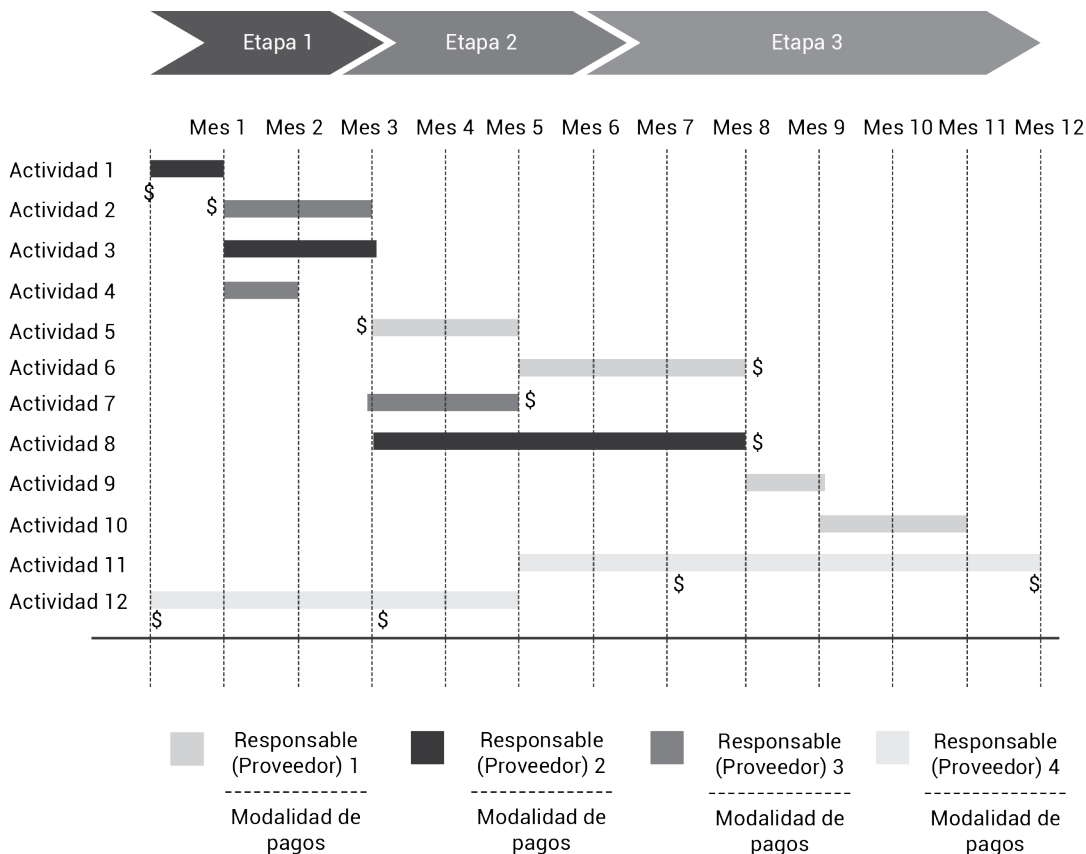 Etapa 1 Etapa 2 Etapa 3
Mes 1 Mes 2 Mes 3 Mes 4 Mes 5 Mes 6 Mes 7 Mes 8 Mes 9 Mes 10 Mes 11 Mes 12
Actividad 1
$
$
Actividad 2
Actividad 3
Actividad 4
$
Actividad 5
Actividad 6 $
Actividad 7 $
Actividad 8 $
Actividad 9
Actividad 10
Actividad 11
$ $
Actividad 12
$ $
Responsable
(Proveedor) 1
Modalidad de
pagos
Responsable
(Proveedor) 2
Modalidad de
pagos
Responsable
(Proveedor) 3
Modalidad de
pagos
Responsable
(Proveedor) 4
Modalidad de
pagos